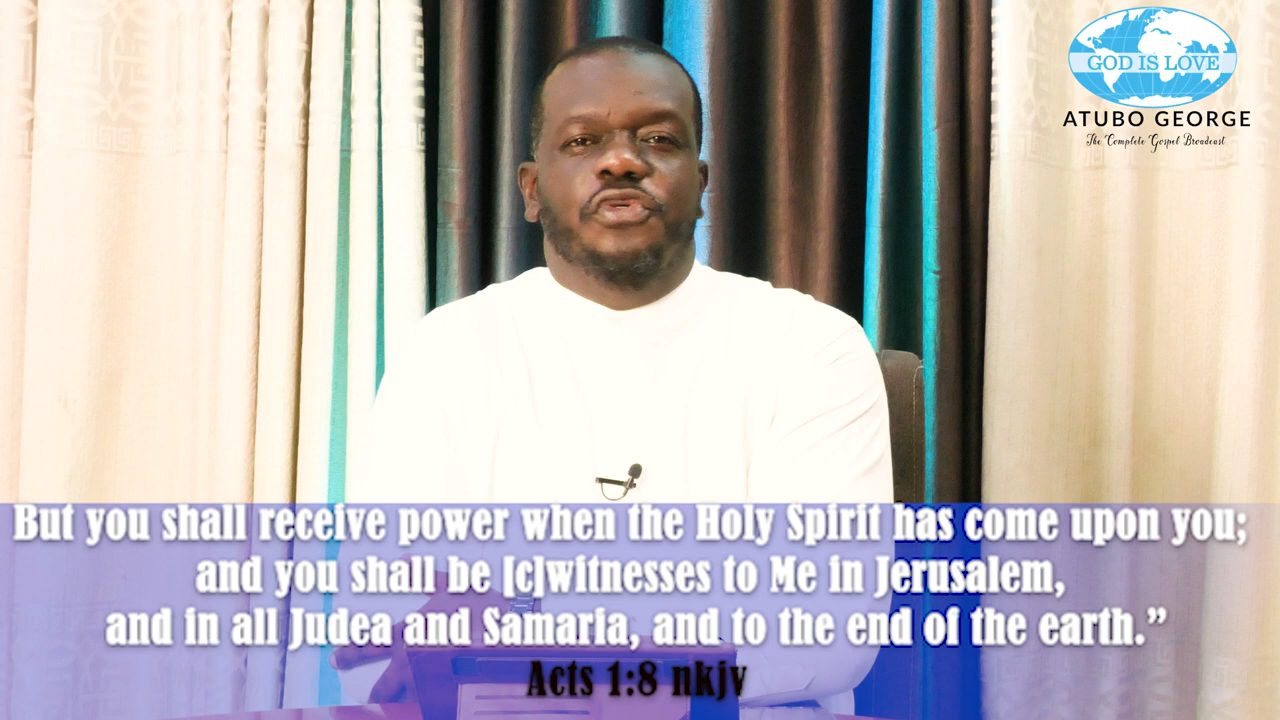 GOD IS LOVE
ATUBO GEORGE
The Complete Gospel Broadcast
But you shall receive power when the Holy Spirit has come upon you;
and you shall be [c]witnesses to Me in Jerusalem,
and in all Judea and Samaria, and to the end of the earth.”
Acts 1:8 nkjv